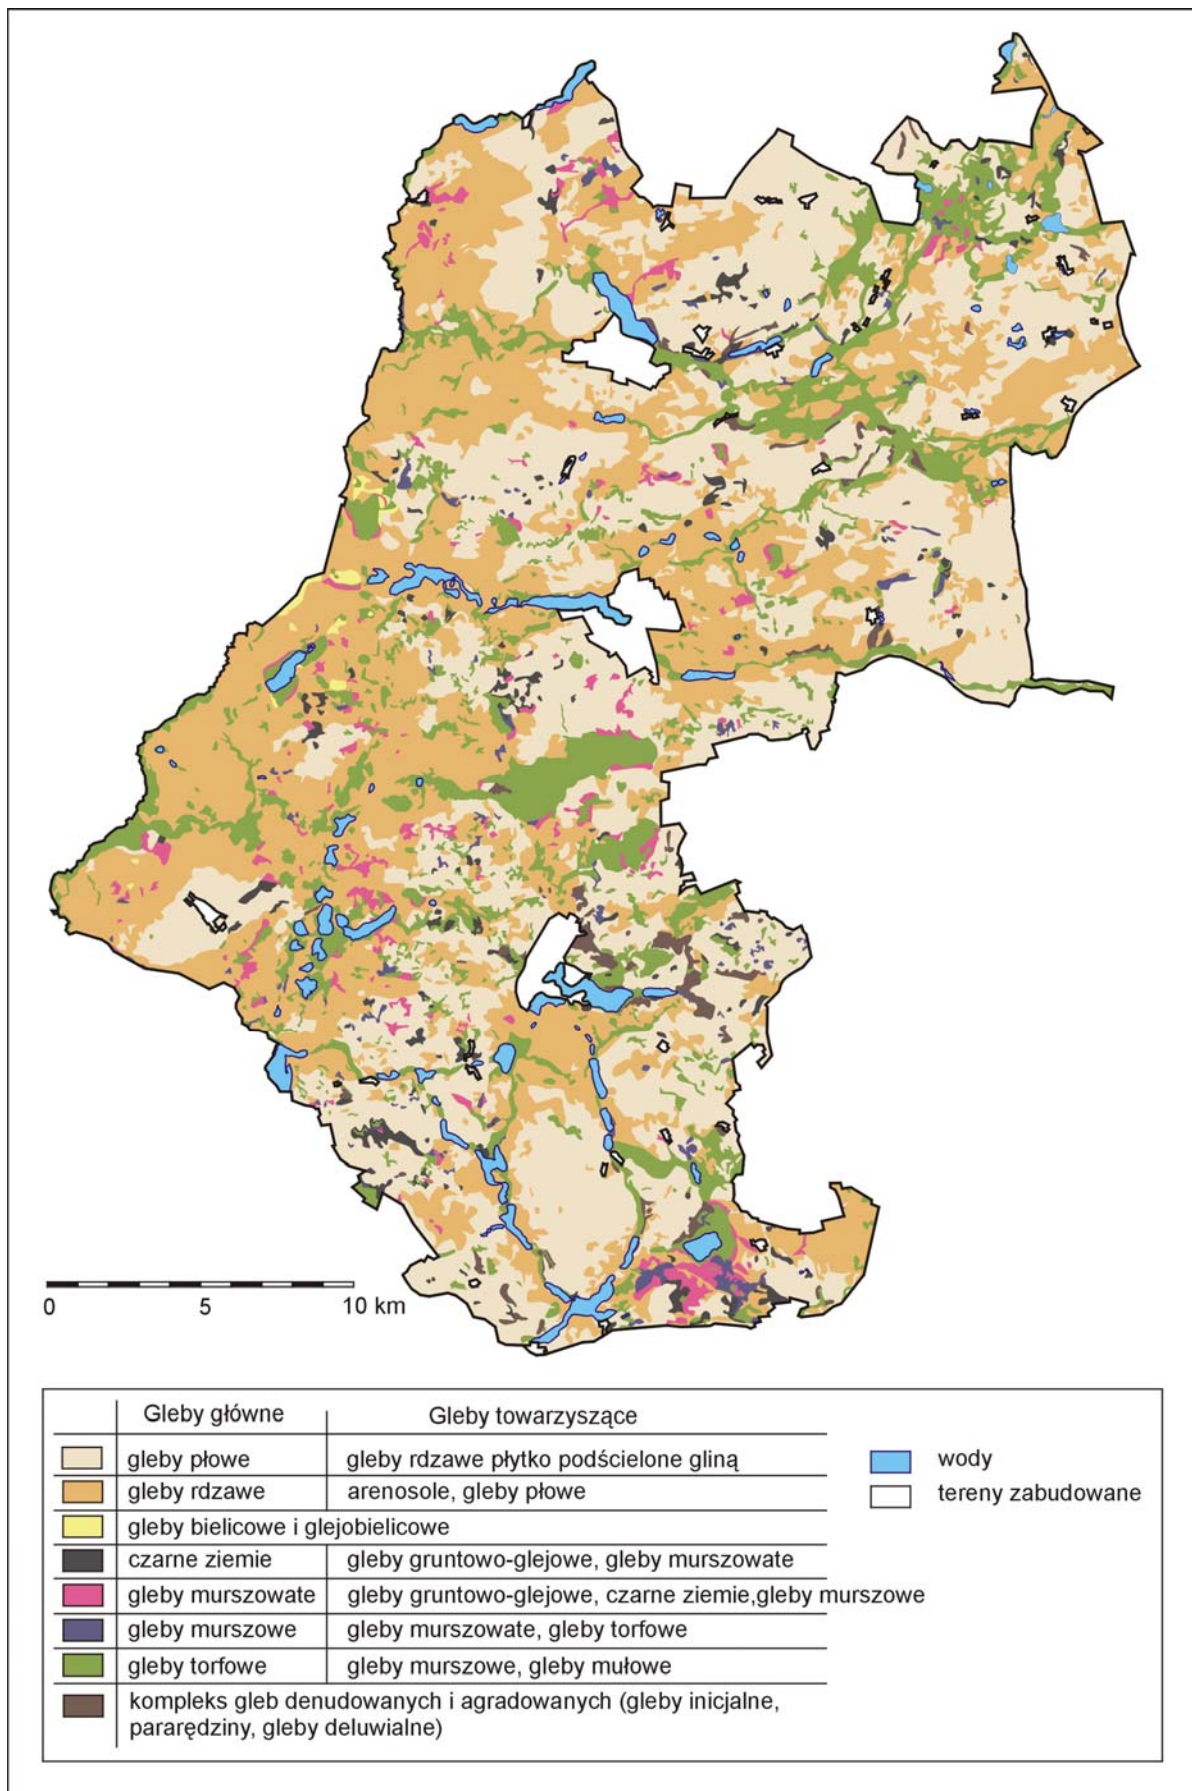 0 5 10 km
Gleby główne Gleby towarzyszące
gleby płowe gleby rdzawe płytko podścielone gliną
gleby rdzawe arenosole, gleby płowe
gleby bielicowe i glejobielicowe
czarne ziemie gleby gruntowo-glejowe, gleby murszowate
gleby murszowate gleby gruntowo-glejowe, czarne ziemie,gleby murszowe
gleby murszowe gleby murszowate, gleby torfowe
gleby torfowe gleby murszowe, gleby mułowe
kompleks gleb denudowanych i agradowanych (gleby inicjalne,
pararędziny, gleby deluwialne)
wody
tereny zabudowane